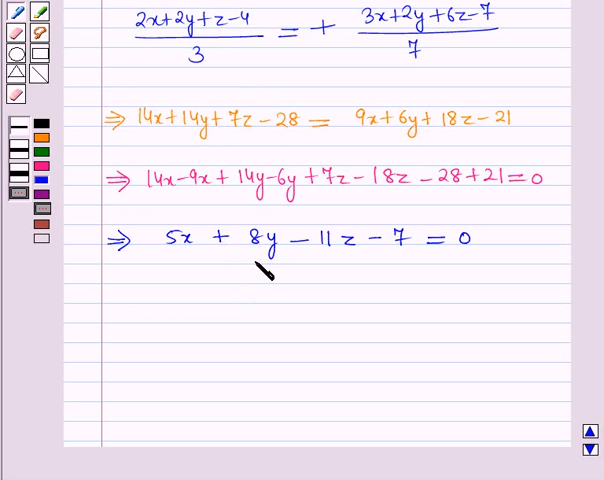 2x+2y+z-4/3 = + 3x+2y+6z-7/7
⇒ 14x+14y+7z-28 = 9x+6y+18z-21
⇒ 14x-9x+14y-6y+7z-18z-28+21=0
⇒ 5x + 8y - 11z - 7 = 0